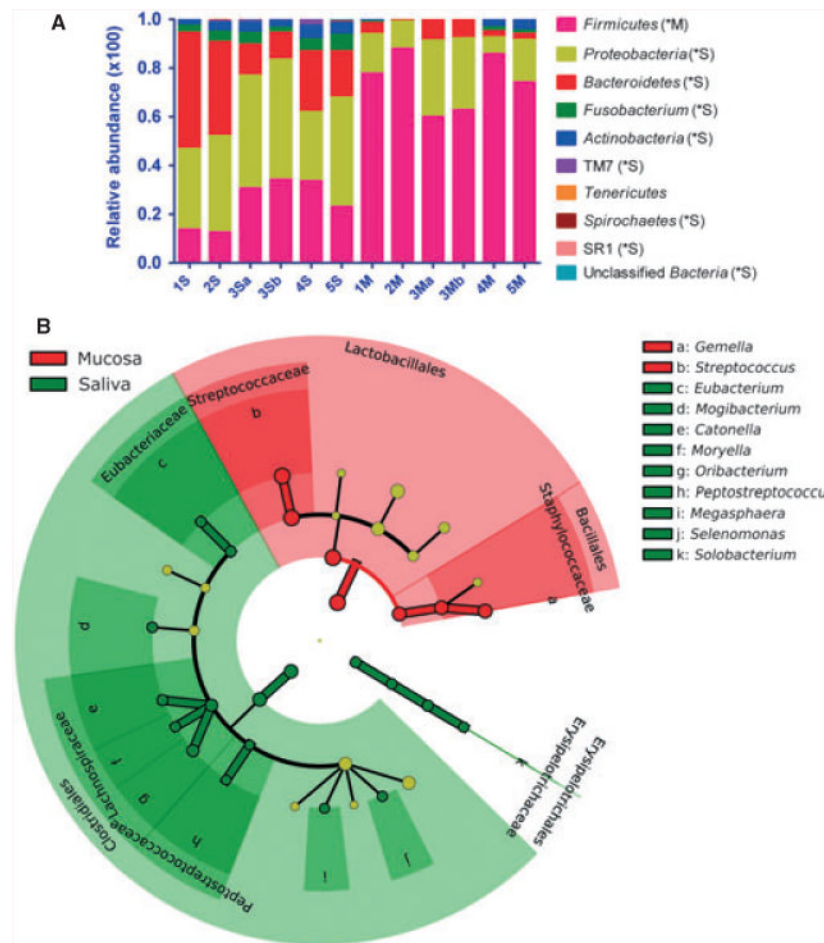 A
Relative abundance (x100)
1.0
0.8
0.6
0.4
0.2
0.0
1S 2S 3Sa 3Sb 4S 5S 1M 2M 3Ma 3Mb 4M 5M
Firmicutes (*M)
Proteobacteria (*S)
Bacteroidetes (*S)
Fusobacterium (*S)
Actinobacteria (*S)
TM7 (*S)
Tenericutes
Spirochaetes (*S)
SR1 (*S)
Unclassified Bacteria (*S)
B
Mucosa
Saliva
Lactobacillales
Streptococcaceae
b
Eubacteriaceae
c
Bacillales
Staphylococcaceae
a
d
e
f
g
h
i
j
k
Clostridiales
Lachnospiraceae
Peptostreptococcaceae
Erysipelotrichaceae
Erysipelotrichales
a: Gemella
b: Streptococcus
c: Eubacterium
d: Mogibacterium
e: Catonella
f: Moryella
g: Oribacterium
h: Peptostreptococcu
i: Megasphaera
j: Selenomonas
k: Solobacterium